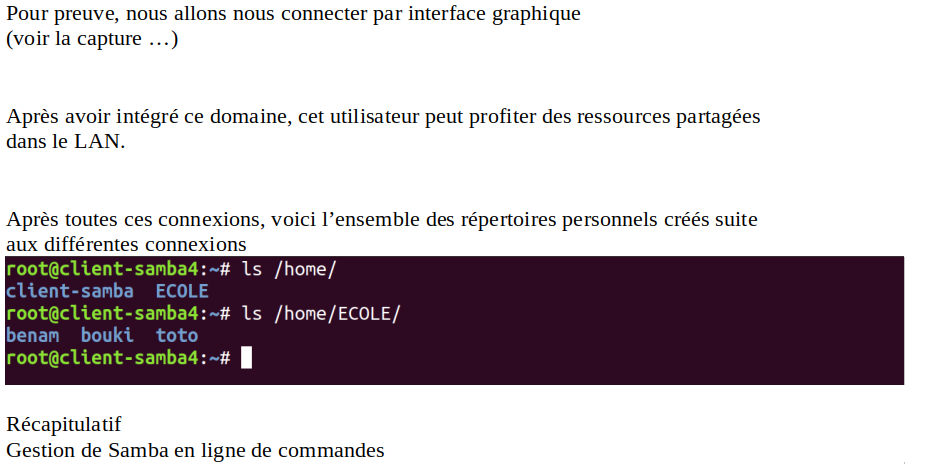 Pour preuve, nous allons nous connecter par interface graphique
(voir la capture …)
Après avoir intégré ce domaine, cet utilisateur peut profiter des ressources partagées
dans le LAN.
Après toutes ces connexions, voici l’ensemble des répertoires personnels créés suite
aux différentes connexions
root@client-samba4:~# ls /home/
client-samba  ECOLE
root@client-samba4:~# ls /home/ECOLE/
benam  bouki  toto
root@client-samba4:~#
Récapitulatif
Gestion de Samba en ligne de commandes